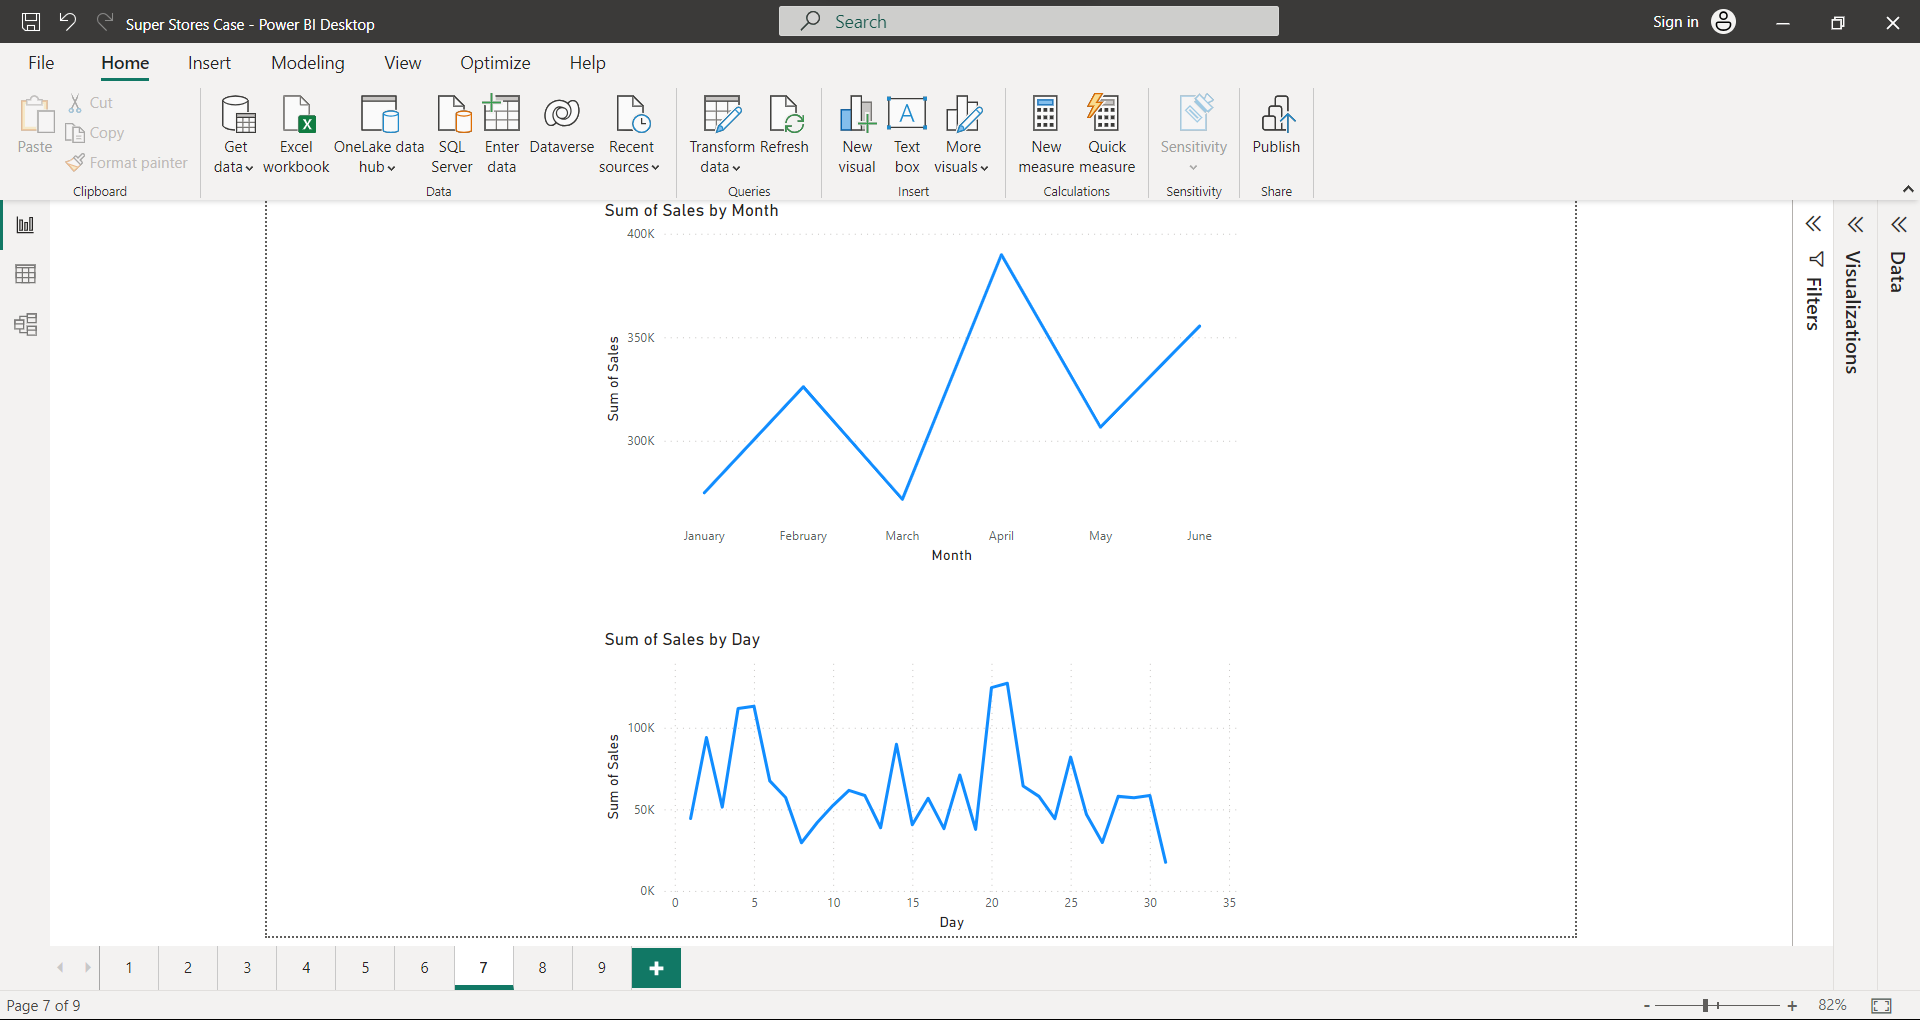 Super Stores Case - Power BI Desktop
Search
Sign in
File
Home
Insert
Modeling
View
Optimize
Help
Paste
Cut
Copy
Format painter
Clipboard
Get data
Excel workbook
OneLake data hub
SQL Server
Enter data
Dataverse
Recent sources
Data
Transform data
Refresh
Queries
New visual
A
Text box
More visuals
Insert
New measure
Quick measure
Calculations
Sensitivity
Sensitivity
Publish
Share
Sum of Sales by Month
400K
350K
300K
Sum of Sales
January
February
March
April
May
June
Month
Sum of Sales by Day
100K
50K
0K
Sum of Sales
0
5
10
15
20
25
30
35
Day
Filters
Visualizations
Data
1
2
3
4
5
6
7
8
9
+
Page 7 of 9
-
+
82%